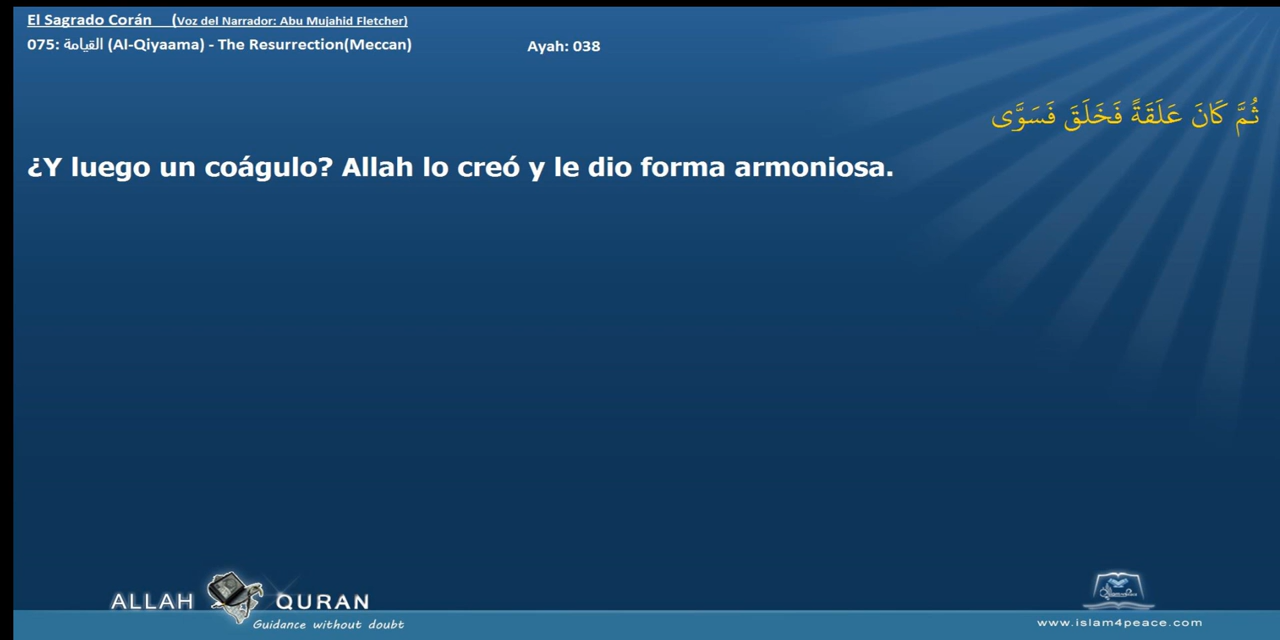 El Sagrado Corán (Voz del Narrador: Abu Mujahid Fletcher)
075: القيامة (Al-Qiyaama) - The Resurrection(Meccan) Ayah: 038
ثُمَّ كَانَ عَلَقَةً فَخَلَقَ فَسَوَّى
¿Y luego un coágulo? Allah lo creó y le dio forma armoniosa.
ALLAH QURAN
Guidance without doubt
www.islam4peace.com